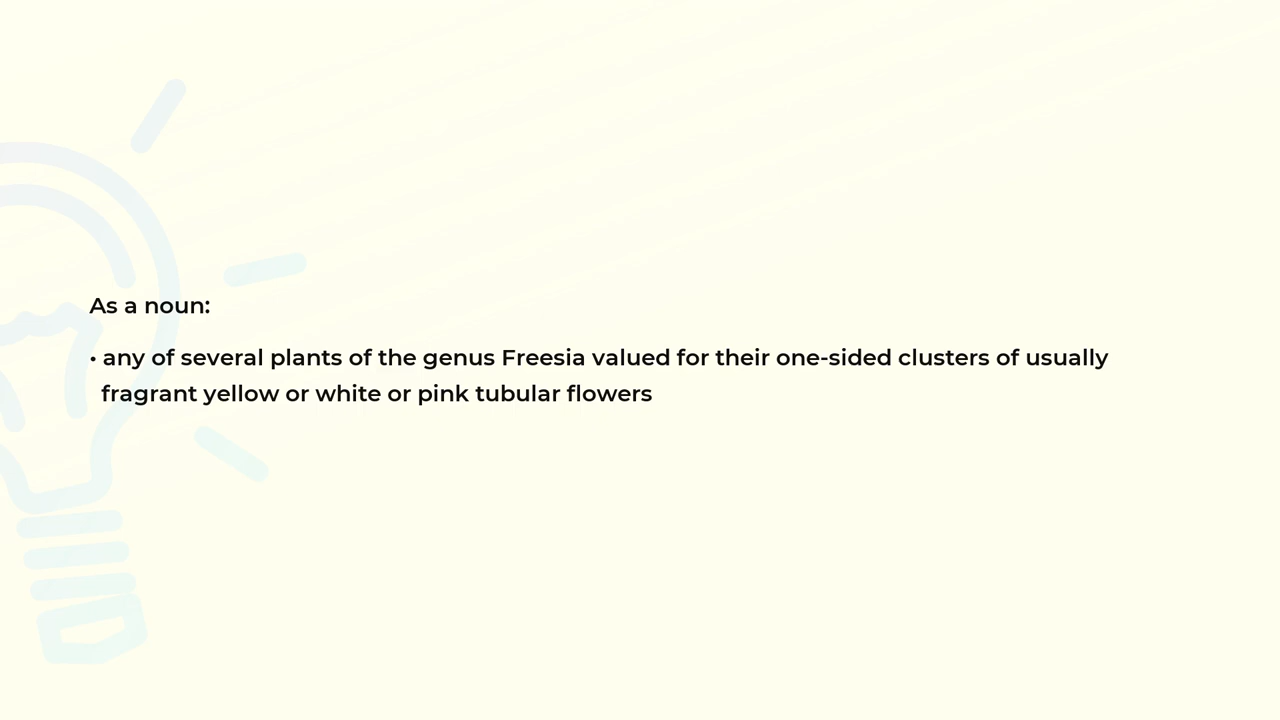 As a noun:
• any of several plants of the genus Freesia valued for their one-sided clusters of usually
fragrant yellow or white or pink tubular flowers